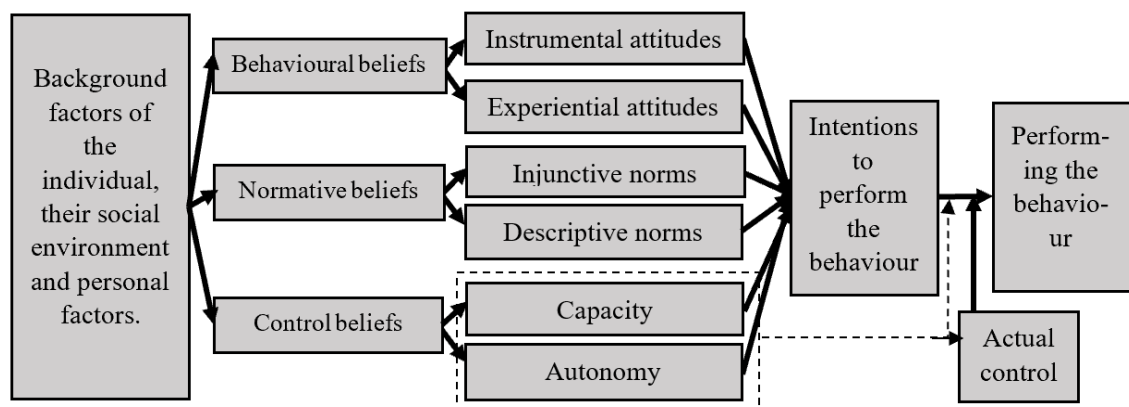 Background
factors of
the
individual,
their social
environment
and personal
factors.
Behavioural beliefs
Normative beliefs
Control beliefs
Instrumental attitudes
Experiential attitudes
Injunctive norms
Descriptive norms
Capacity
Autonomy
Intentions
to
perform
the
behaviour
Perform-
ing the
behavio-
ur
Actual
control